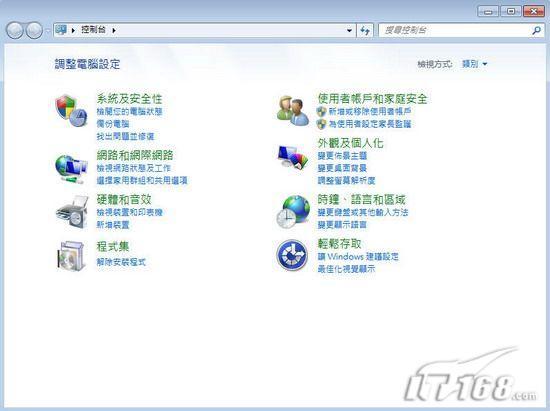 控制台
搜尋控制台
調整電腦設定
檢視方式: 類別
系統及安全性
檢閱您的電腦狀態
備份電腦
找出問題並修復
網路和網際網路
檢視網路狀態及工作
選擇家用群組和共用選項
硬體和音效
檢視裝置和印表機
新增裝置
程式集
解除安裝程式
使用者帳戶和家庭安全
新增或移除使用者帳戶
為使用者設定家長監護
外觀及個人化
變更佈景主題
變更桌面背景
調整螢幕解析度
時鐘、語言和區域
變更鍵盤或其他輸入方法
變更顯示語言
輕鬆存取
讓 Windows 建議設定
最佳化視覺顯示
IT168.com